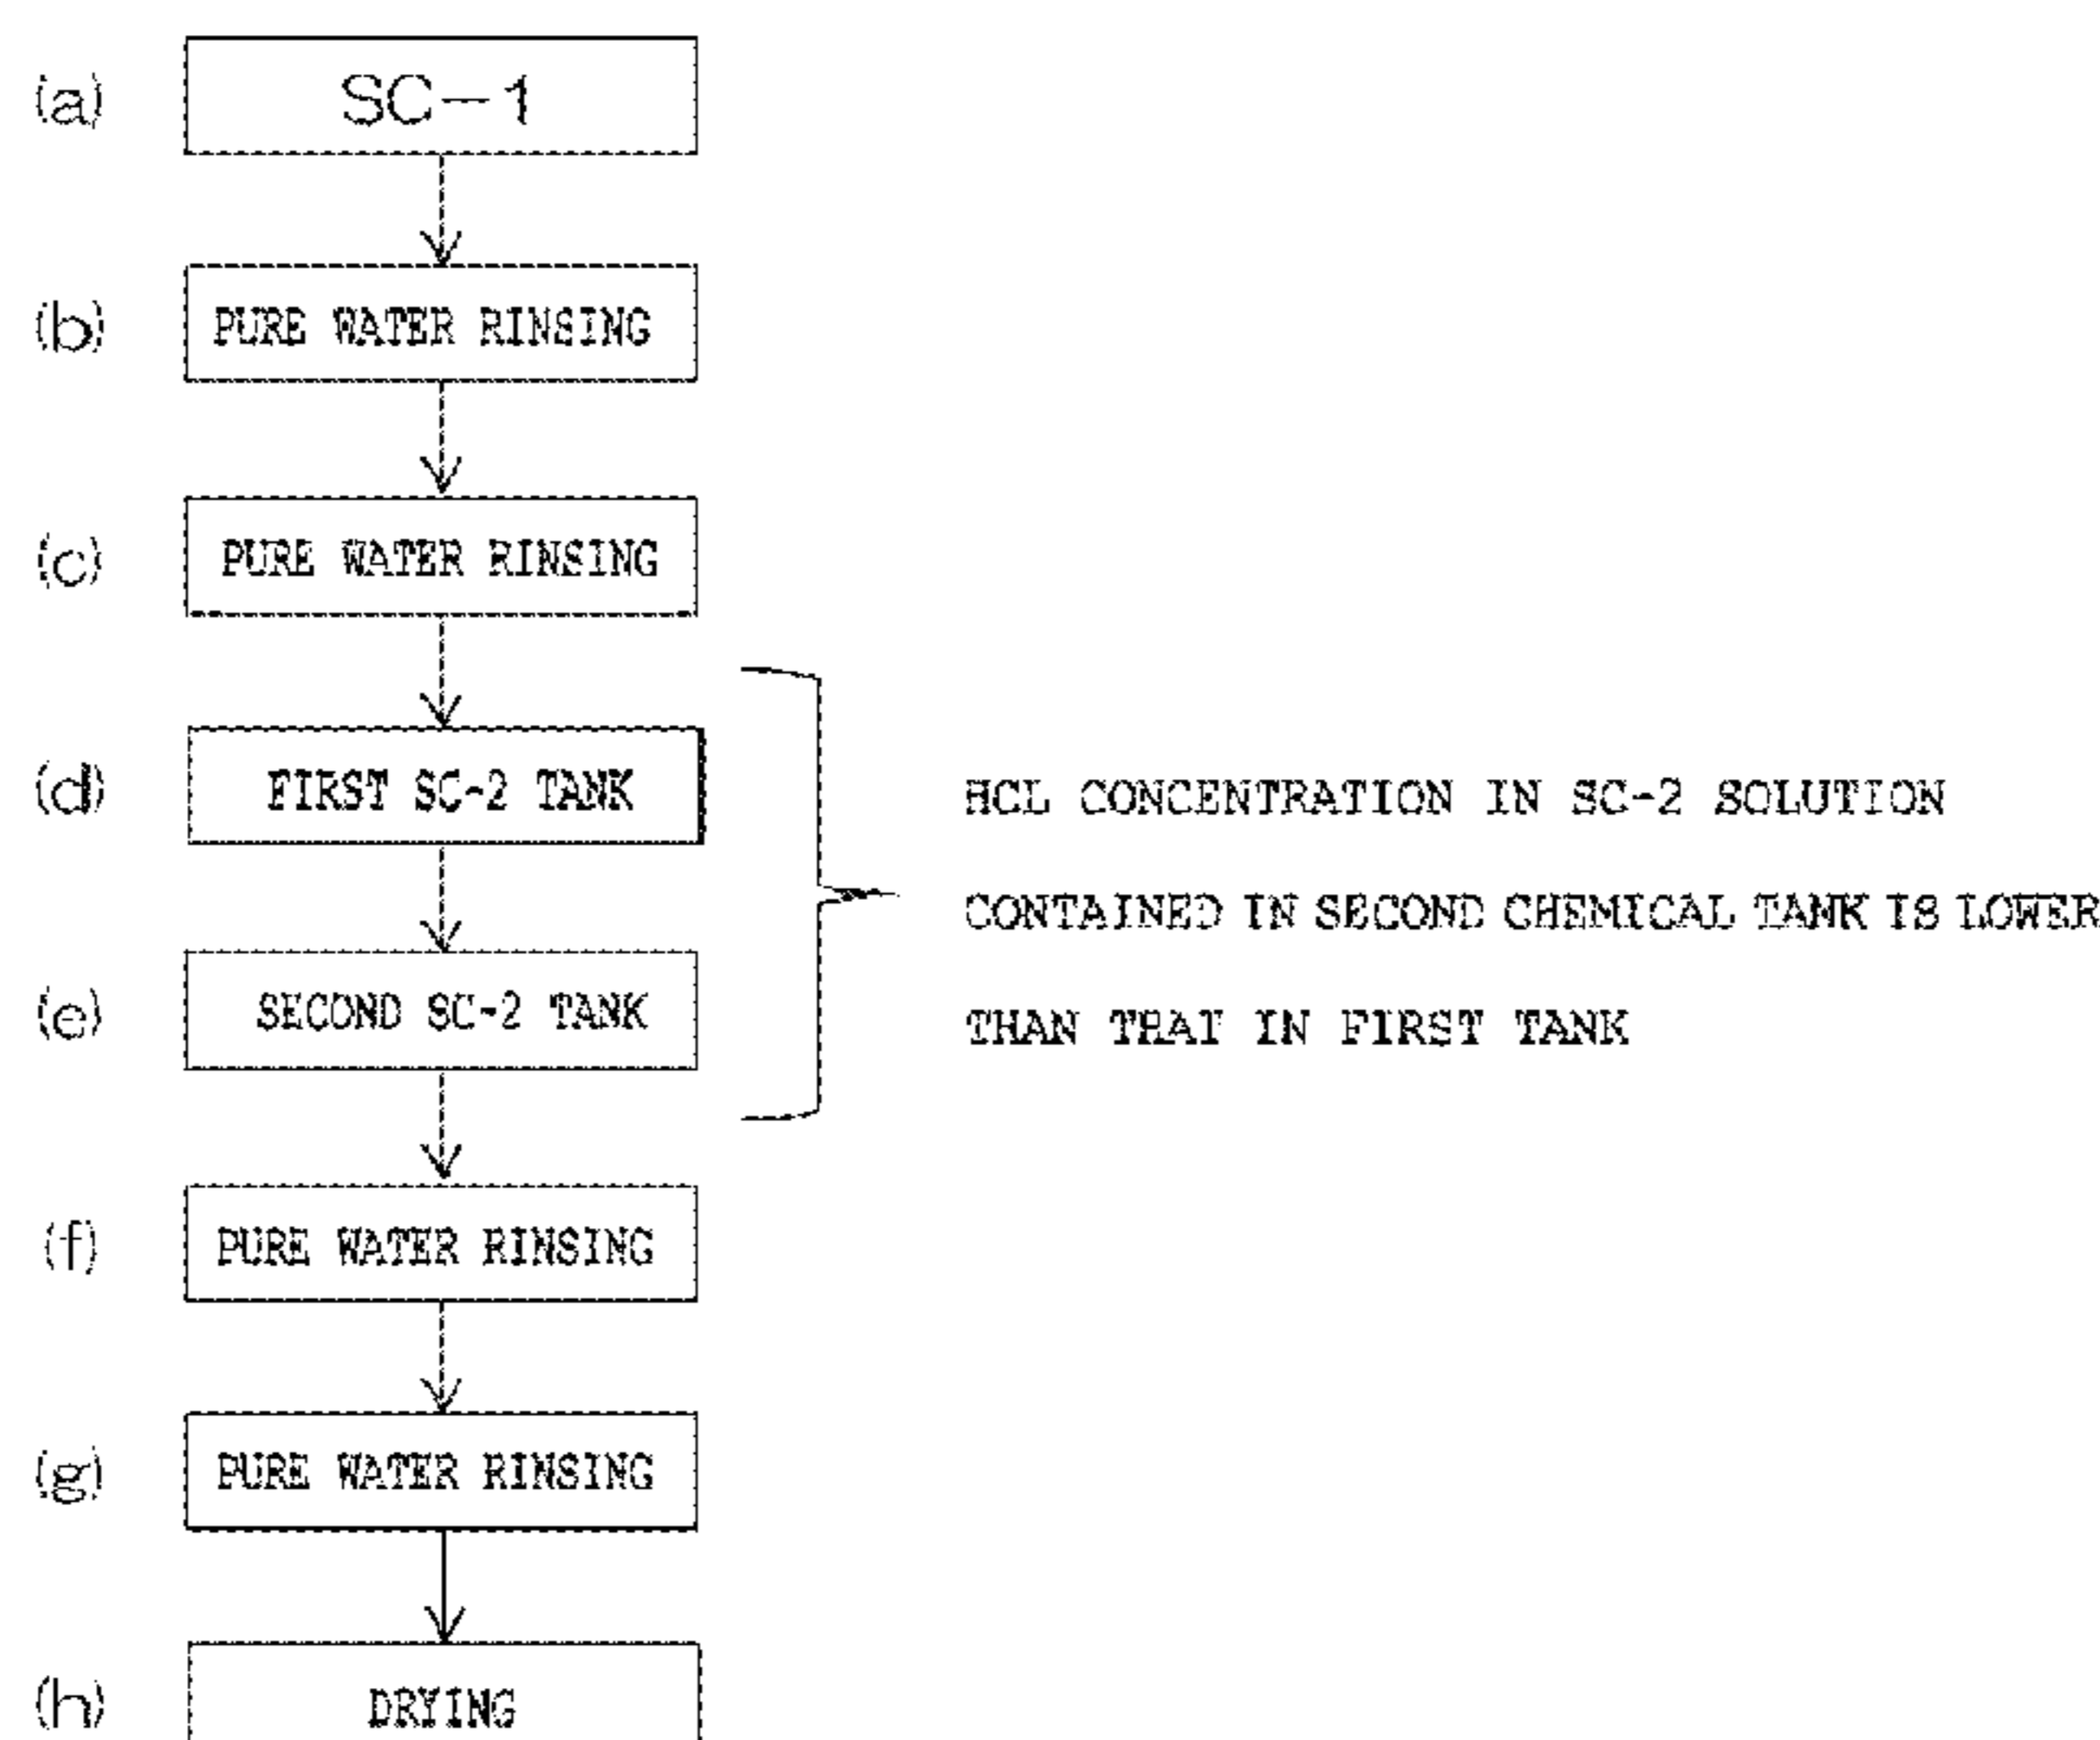 (a) SC-1
(b) PURE WATER RINSING
(c) PURE WATER RINSING
(d) FIRST SC-2 TANK
(e) SECOND SC-2 TANK
HCL CONCENTRATION IN SC-2 SOLUTION
CONTAINED IN SECOND CHEMICAL TANK IS LOWER
THAN THAT IN FIRST TANK
(f) PURE WATER RINSING
(g) PURE WATER RINSING
(h) DRYING